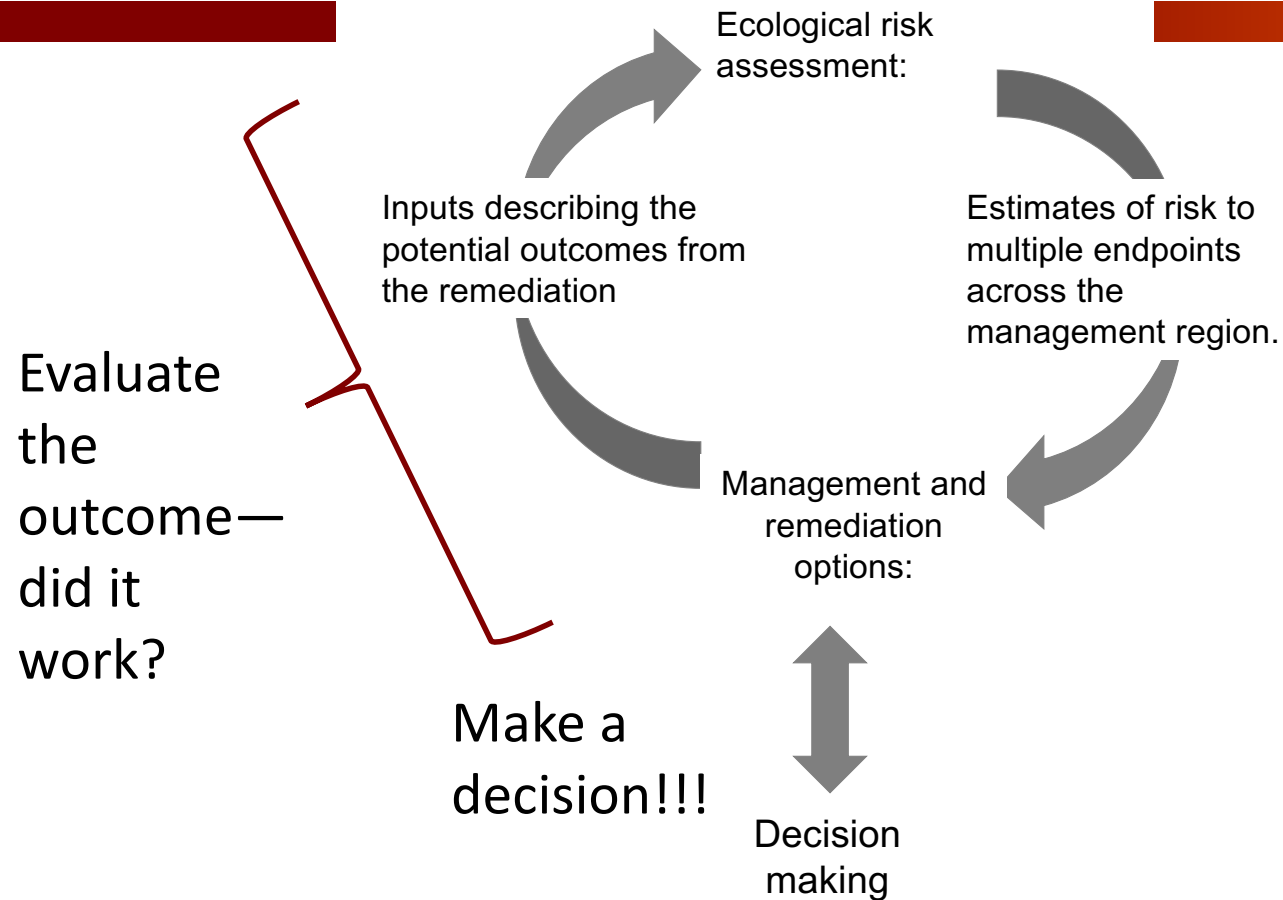 Ecological risk
assessment:
Inputs describing the
potential outcomes from
the remediation
Estimates of risk to
multiple endpoints
across the
management region.
Evaluate
the
outcome—
did it
work?
Management and
remediation
options:
Make a
decision!!!
Decision
making